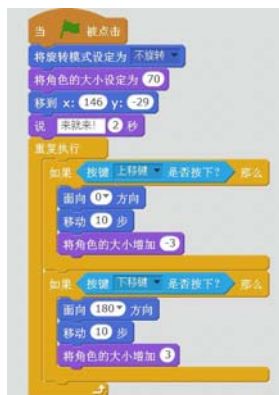 当 被点击
将旋转模式设定为 不旋转
将角色的大小设定为 70
移到 x: 146 y: -29
说 来就来! 2 秒
重复执行
如果 按键 上移键 是否按下? 那么
面向 0 方向
移动 10 步
将角色的大小增加 -3
如果 按键 下移键 是否按下? 那么
面向 180 方向
移动 10 步
将角色的大小增加 3